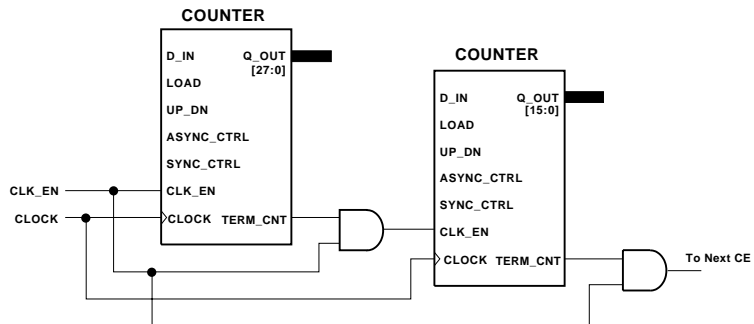 COUNTER
D_IN Q_OUT
[27:0]
LOAD
UP_DN
ASYNC_CTRL
SYNC_CTRL
CLK_EN CLK_EN
CLOCK CLOCK TERM_CNT
COUNTER
D_IN Q_OUT
[15:0]
LOAD
UP_DN
ASYNC_CTRL
SYNC_CTRL
CLK_EN
CLOCK TERM_CNT
To Next CE